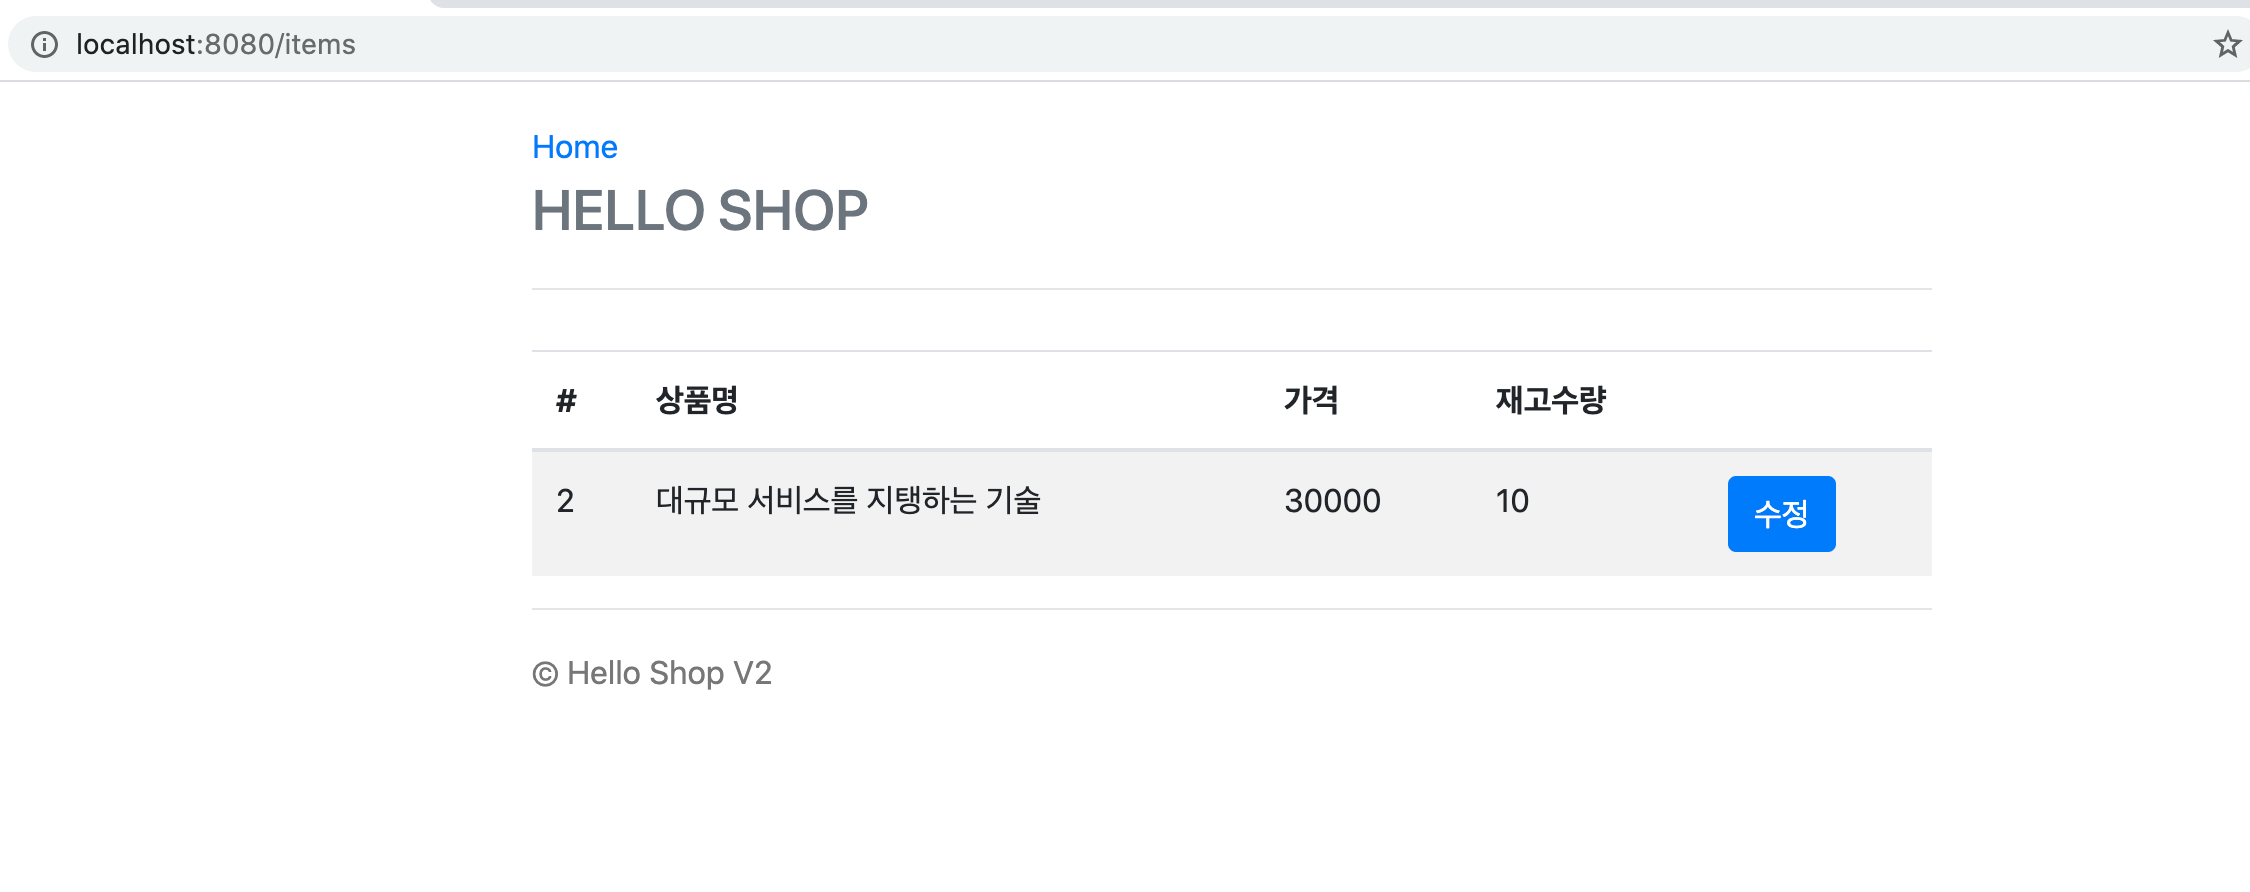 localhost:8080/items
Home
HELLO SHOP
# 상품명 가격 재고수량
2 대규모 서비스를 지탱하는 기술 30000 10 수정
© Hello Shop V2